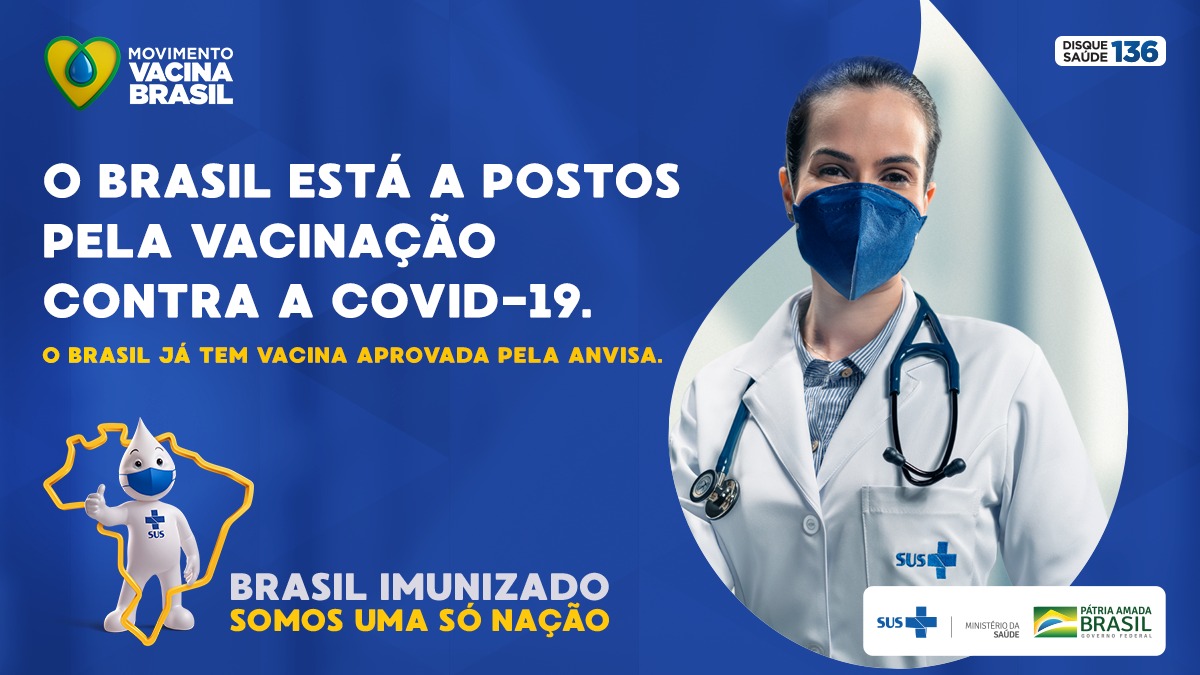 MOVIMENTO
VACINA
BRASIL
DISQUE
SAÚDE 136
O BRASIL ESTÁ A POSTOS
PELA VACINAÇÃO
CONTRA A COVID-19.
O BRASIL JÁ TEM VACINA APROVADA PELA ANVISA.
SUS
BRASIL IMUNIZADO
SOMOS UMA SÓ NAÇÃO
SUS
SUS
MINISTÉRIO DA
SAÚDE
PÁTRIA AMADA
BRASIL
GOVERNO FEDERAL